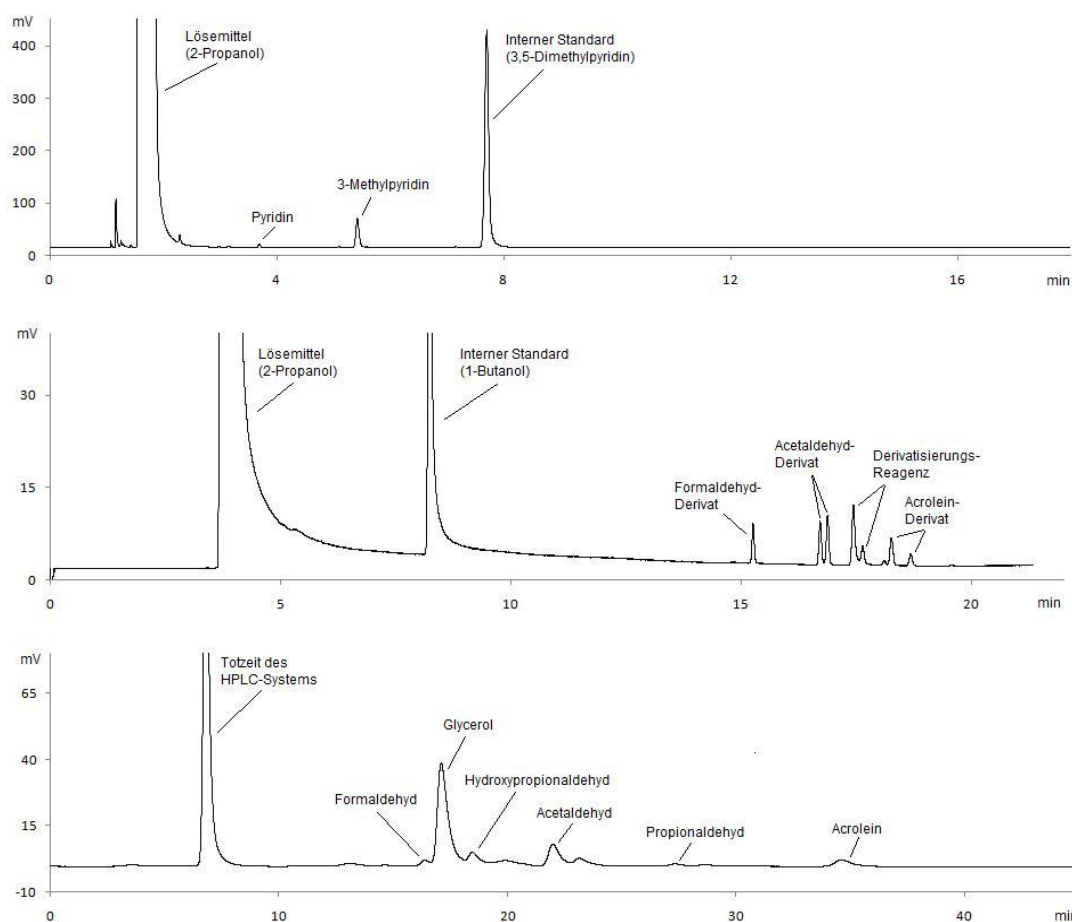 mV
Lösemittel
(2-Propanol)
Interner Standard
(3,5-Dimethylpyridin)
400
300
200
3-Methylpyridin
100
Pyridin
0
0 4 8 12 16 min
mV
Lösemittel
(2-Propanol)
Interner Standard
(1-Butanol)
30
Acetaldehyd-
Derivat
Derivatisierungs-
Reagenz
15
Formaldehyd-
Derivat
Acrolein-
Derivat
0
0 5 10 15 20 min
mV
Totzeit des
HPLC-Systems
65
Glycerol
40
Hydroxypropionaldehyd
Formaldehyd
Acetaldehyd
15
Propionaldehyd
Acrolein
-10
0 10 20 30 40 min